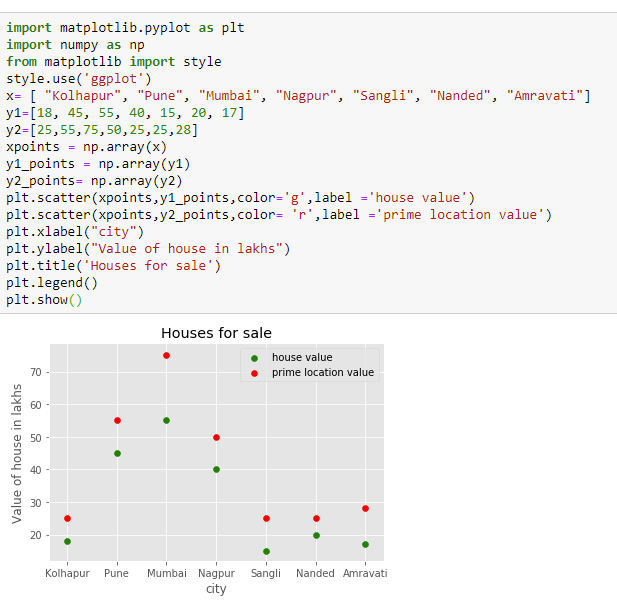 import matplotlib.pyplot as plt
import numpy as np
from matplotlib import style
style.use('ggplot')
x= [ "Kolhapur", "Pune", "Mumbai", "Nagpur", "Sangli", "Nanded", "Amravati"]
y1=[18, 45, 55, 40, 15, 20, 17]
y2=[25,55,75,50,25,25,28]
xpoints = np.array(x)
y1_points = np.array(y1)
y2_points= np.array(y2)
plt.scatter(xpoints,y1_points,color='g',label ='house value')
plt.scatter(xpoints,y2_points,color= 'r',label ='prime location value')
plt.xlabel("city")
plt.ylabel("Value of house in lakhs")
plt.title('Houses for sale')
plt.legend()
plt.show()
Houses for sale
house value
prime location value
Value of house in lakhs
70
60
50
40
30
20
Kolhapur Pune Mumbai Nagpur Sangli Nanded Amravati
city